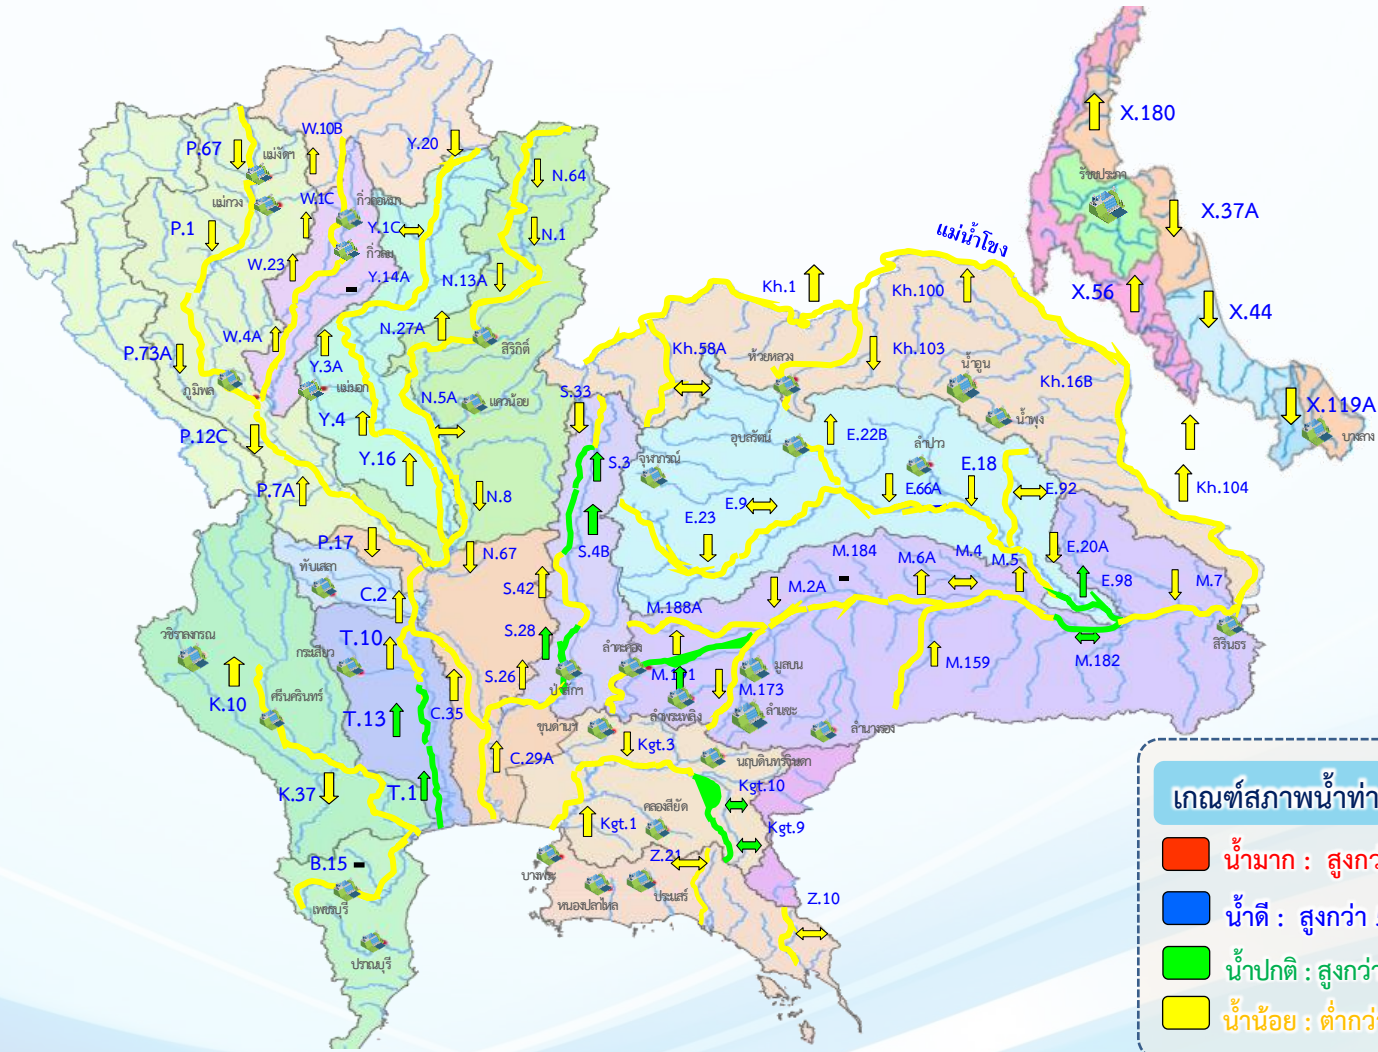 X.180
W.10B
Y.20
P.67
แม่งัดฯ
N.64
รัชชประภา
แม่กวง
W.1C
กิ่วคอหมา
X.37A
P.1
Y.1C
N.1
แม่น้ำโขง
กิ่วลม
W.23
Y.14A
N.13A
Kh.1
Kh.100
X.56
X.44
W.4A
N.27A
สิริกิติ์
P.73A
Y.3A
Kh.58A
ห้วยหลวง
Kh.103
น้ำอูน
Kh.16B
ภูมิพล
แม่มอก
N.5A
แควน้อย
S.33
X.119A
น้ำพุง
บางลาง
P.12C
Y.4
อุบลรัตน์
E.22B
ลำปาว
Y.16
จุฬาภรณ์
S.3
E.18
P.7A
N.8
E.9
E.66A
E.92
Kh.104
E.23
P.17
N.67
S.4B
M.184
M.6A
M.4
M.5
E.20A
ทับเสลา
C.2
S.42
M.2A
E.98
M.7
M.188A
วชิราลงกรณ
T.10
S.28
สิรินธร
กระเสียว
ลำตะคอง
มูลบน
M.159
M.182
K.10
ศรีนครินทร์
S.26
ป่าสักฯ
M.191
M.173
T.13
C.35
ลำพระเพลิง
ลำแชะ
ขุนด่านฯ
ลำนางรอง
Kgt.3
C.29A
นฤบดินทรจินดา
K.37
T.1
Kgt.10
เกณฑ์สภาพน้ำท่า
คลองสียัด
Kgt.1
Kgt.9
B.15
Z.21
น้ำมาก : สูงกว่
บางพระ
ประแสร์
Z.10
เพชรบุรี
หนองปลาไหล
น้ำดี : สูงกว่า
ปราณบุรี
น้ำปกติ : สูงกว่า
น้ำน้อย : ต่ำกว่